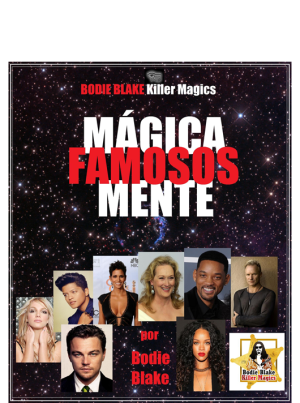 BODIE BLAKE Killer Magics
MÁGICA
FAMOSOS
MENTE
por
Bodie
Blake
Bodie Blake
Killer Magics